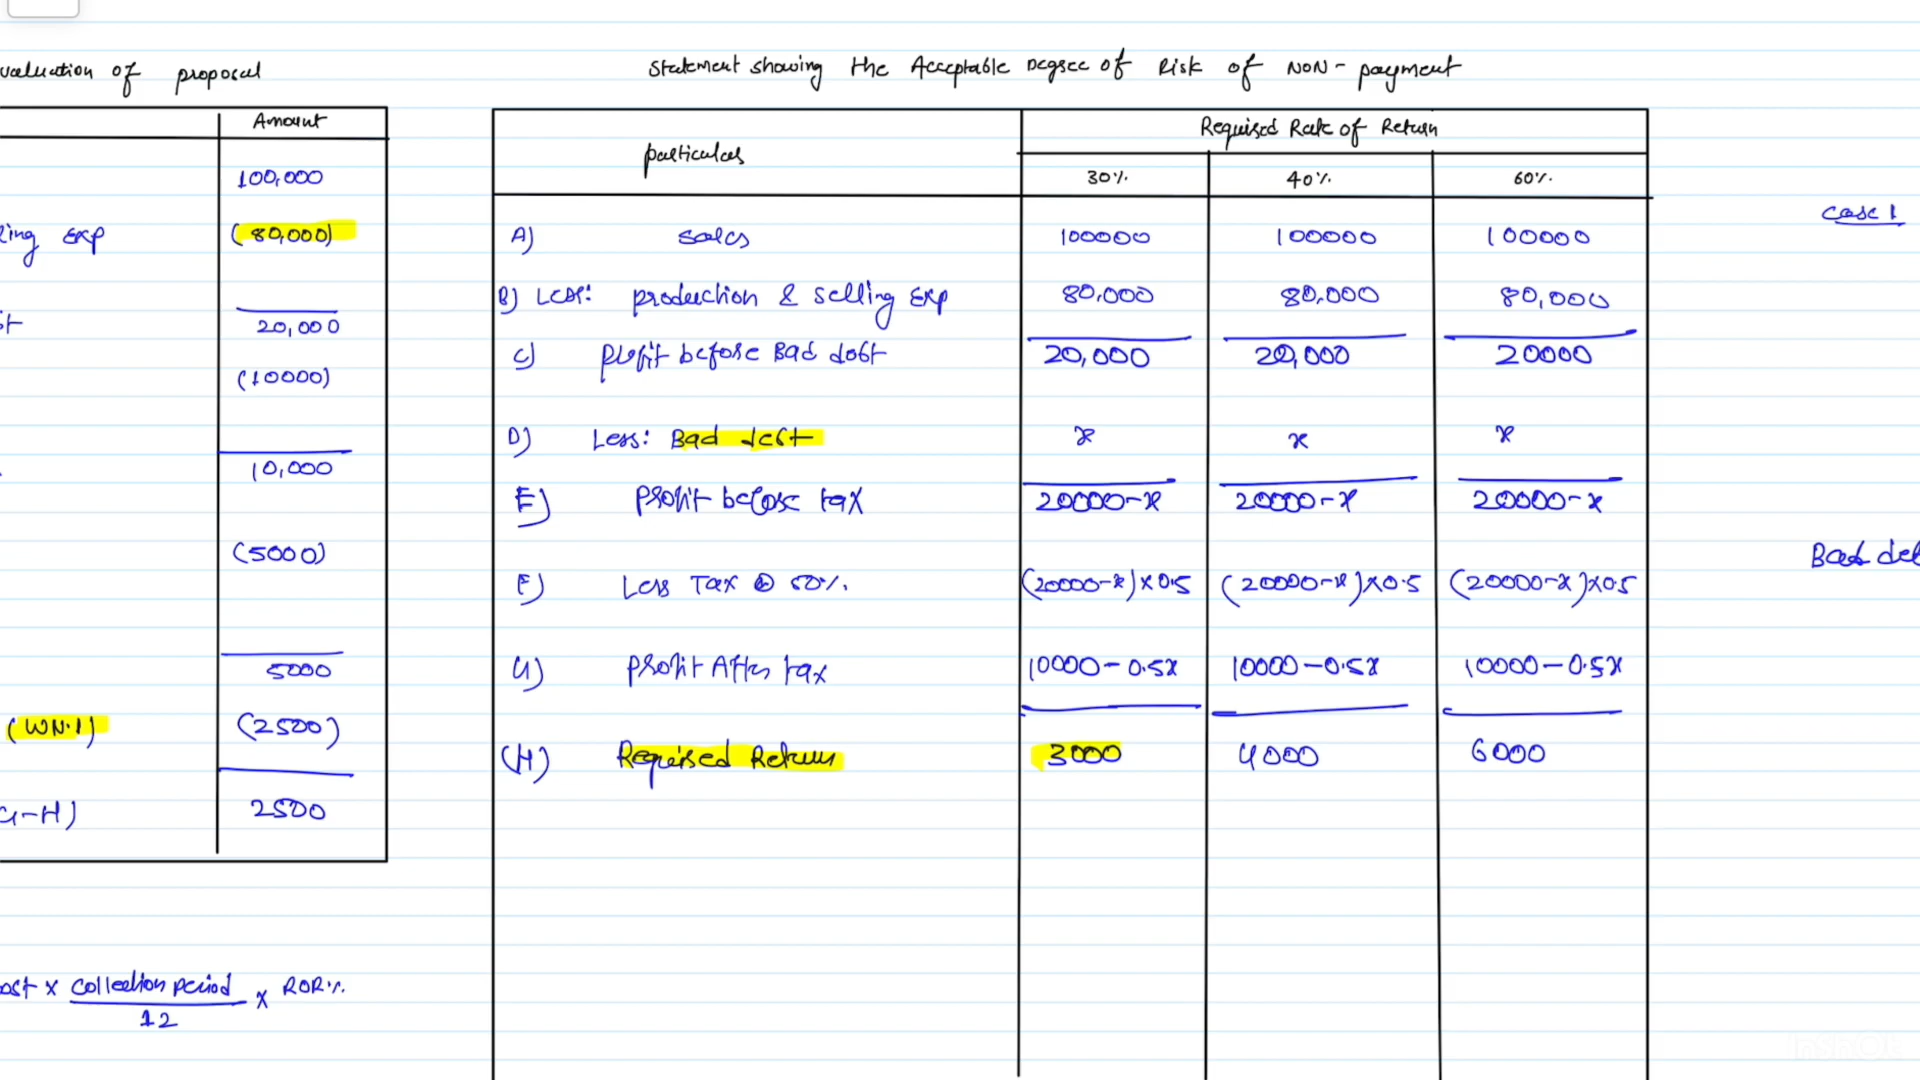 valuation of proposal
Amount
100,000
ling Exp (80,000)
20,000
(10000)
10,000
(5000)
5000
(WN.1) (2500)
G-H) 2500
ost x collection period / 12 x ROR%
Statement showing the Acceptable Degree of Risk of NON-payment
particulars Required Rate of Return
30% 40% 60%
A) sales 100000 100000 100000
B) Less: production & selling Exp 80,000 80,000 80,000
C) profit before Bad debt 20,000 20,000 20000
D) Less: Bad debt x x x
E) profit before tax 20000-x 20000-x 20000-x
F) Less Tax @ 50% (20000-x)x0.5 (20000-x)x0.5 (20000-x)x0.5
G) profit After tax 10000-0.5x 10000-0.5x 10000-0.5x
(H) Required Return 3000 4000 6000
case 1
Bad de